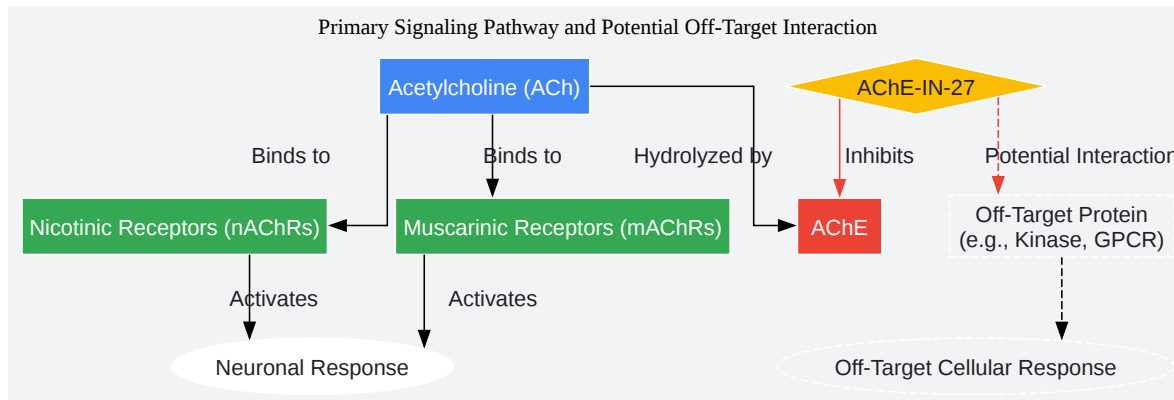 Primary Signaling Pathway and Potential Off-Target Interaction
Acetylcholine (ACh)
AChE-IN-27
Binds to
Binds to
Hydrolyzed by
Inhibits
Potential Interaction
Nicotinic Receptors (nAChRs)
Muscarinic Receptors (mAChRs)
AChE
Off-Target Protein
(e.g., Kinase, GPCR)
Activates
Activates
Neuronal Response
Off-Target Cellular Response